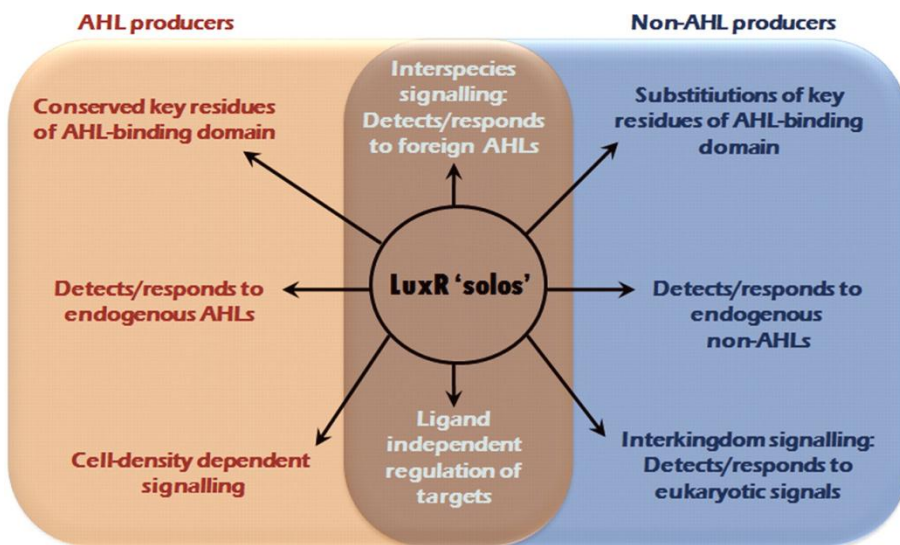 AHL producers
Non-AHL producers
Conserved key residues
of AHL-binding domain
Interspecies
signalling:
Detects/responds
to foreign AHLs
Substitiutions of key
residues of AHL-binding
domain
Detects/responds to
endogenous AHLs
LuxR 'solos'
Detects/responds to
endogenous
non-AHLs
Cell-density dependent
signalling
Ligand
independent
regulation of
targets
Interkingdom signalling:
Detects/responds to
eukaryotic signals